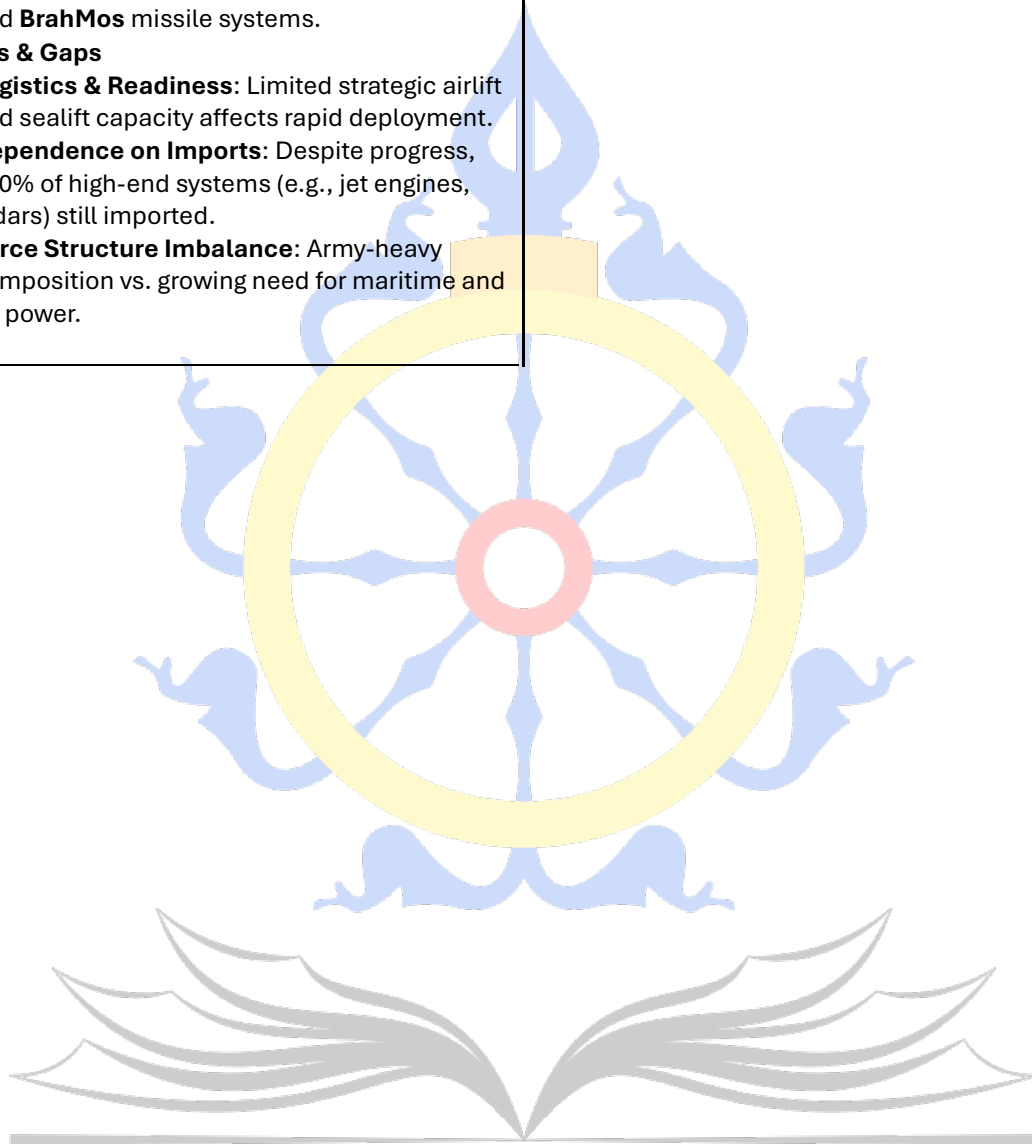 d BrahMos missile systems.
s & Gaps
gistics & Readiness: Limited strategic airlift
d sealift capacity affects rapid deployment.
ependence on Imports: Despite progress,
0% of high-end systems (e.g., jet engines,
dars) still imported.
rce Structure Imbalance: Army-heavy
mposition vs. growing need for maritime and
power.